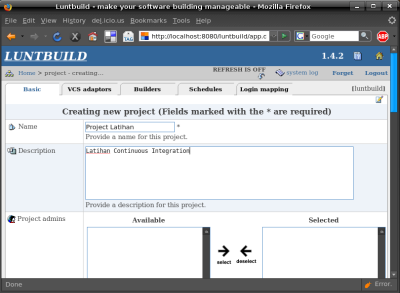 Luntbuild - make your software building manageable - Mozilla Firefox
File Edit View Go Bookmarks Tools Help del.icio.us
http://localhost:8080/luntbuild/app.c
Google
ABP
TAG
LUNTBUILD
1.4.2
Home > project - creating...
REFRESH IS OFF
system log
Forget
Logout
Basic VCS adaptors Builders Schedules Login mapping [luntbuild]
Creating new project (Fields marked with the * are required)
Name
Project Latihan *
Provide a name for this project.
Description
Latihan Continuous Integration
Provide a description for this project.
Project admins
Available
Selected
select
deselect
Done
Error.